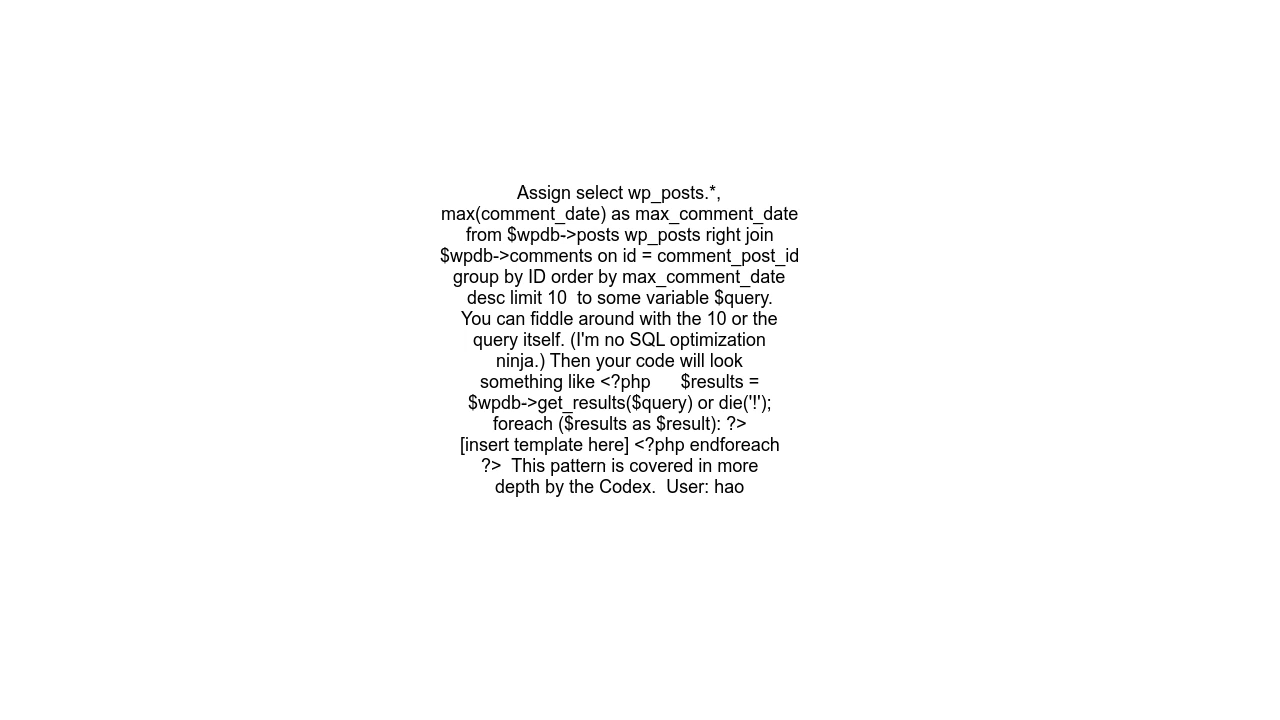 Assign select wp_posts.*,
max(comment_date) as max_comment_date
from $wpdb->posts wp_posts right join
$wpdb->comments on id = comment_post_id
group by ID order by max_comment_date
desc limit 10  to some variable $query.
You can fiddle around with the 10 or the
query itself. (I'm no SQL optimization
ninja.) Then your code will look
something like <?php      $results =
$wpdb->get_results($query) or die('!');
foreach ($results as $result): ?>
[insert template here] <?php endforeach
?>  This pattern is covered in more
depth by the Codex.  User: hao